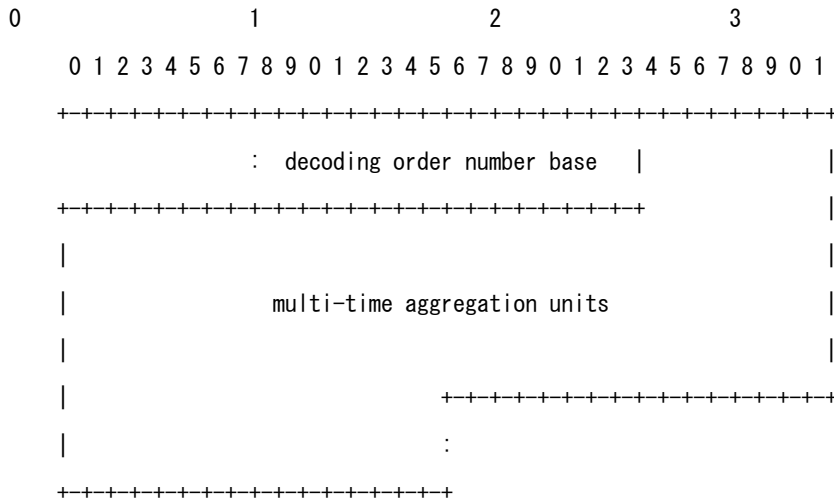 0                   1                   2                   3
 0 1 2 3 4 5 6 7 8 9 0 1 2 3 4 5 6 7 8 9 0 1 2 3 4 5 6 7 8 9 0 1
+-+-+-+-+-+-+-+-+-+-+-+-+-+-+-+-+-+-+-+-+-+-+-+-+-+-+-+-+-+-+-+-+
                :  decoding order number base   |               |
+-+-+-+-+-+-+-+-+-+-+-+-+-+-+-+-+-+-+-+-+-+-+-+-+               |
|                                                               |
|                 multi-time aggregation units                  |
|                                                               |
|                               +-+-+-+-+-+-+-+-+-+-+-+-+-+-+-+-+
|                               :
+-+-+-+-+-+-+-+-+-+-+-+-+-+-+-+-+